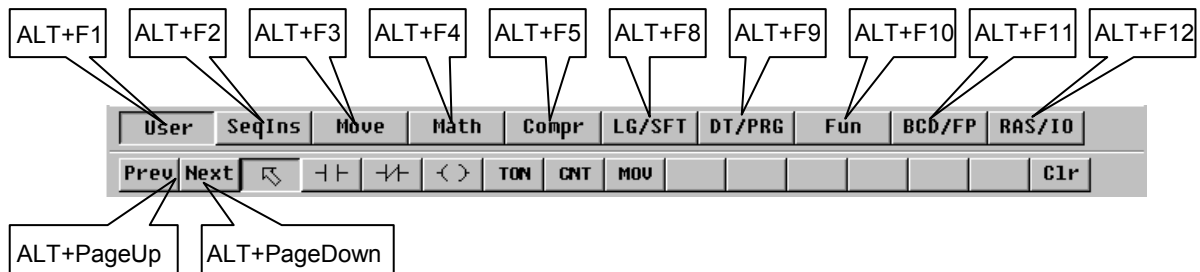 ALT+F1 ALT+F2 ALT+F3 ALT+F4 ALT+F5 ALT+F8 ALT+F9 ALT+F10 ALT+F11 ALT+F12
User SeqIns Move Math Compr LG/SFT DT/PRG Fun BCD/FP RAS/IO
Prev Next TON CNT MOV Clr
ALT+PageUp ALT+PageDown